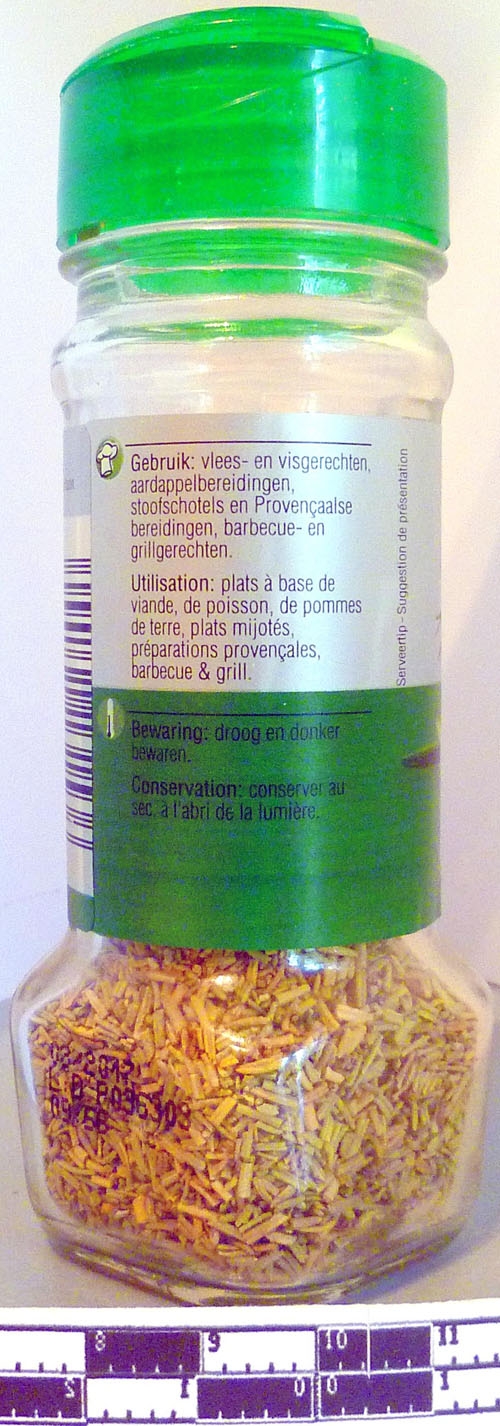 Gebruik: vlees- en visgerechten,
aardappelbereidingen,
stoofschotels en Provençaalse
bereidingen, barbecue- en
grillgerechten.
Utilisation: plats à base de
viande, de poisson, de pommes
de terre, plats mijotés,
préparations provençales,
barbecue & grill.
Serveertip - Suggestion de présentation
Bewaring: droog en donker
bewaren.
Conservation: conserver au
sec, à l'abri de la lumière.
8 9 10 11
1 0 0 1